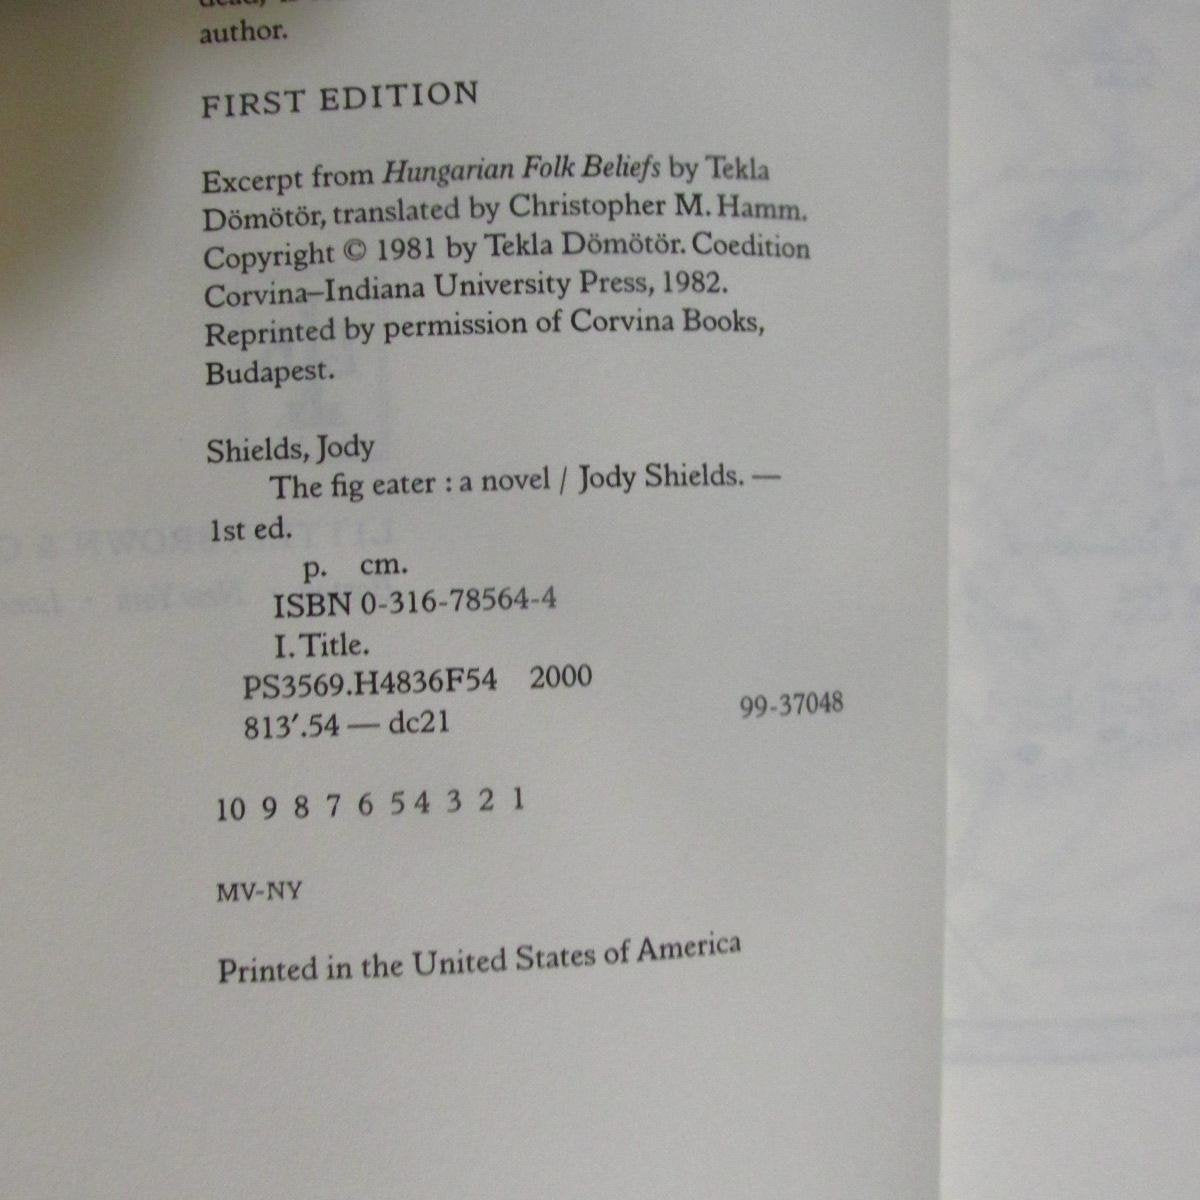 author.
FIRST EDITION
Excerpt from Hungarian Folk Beliefs by Tekla
Dömötör, translated by Christopher M. Hamm.
Copyright © 1981 by Tekla Dömötör. Coedition
Corvina–Indiana University Press, 1982.
Reprinted by permission of Corvina Books,
Budapest.
Shields, Jody
The fig eater : a novel / Jody Shields. —
1st ed.
p. cm.
ISBN 0-316-78564-4
I. Title.
PS3569.H4836F54 2000
813′.54 — dc21
99-37048
10 9 8 7 6 5 4 3 2 1
MV-NY
Printed in the United States of America